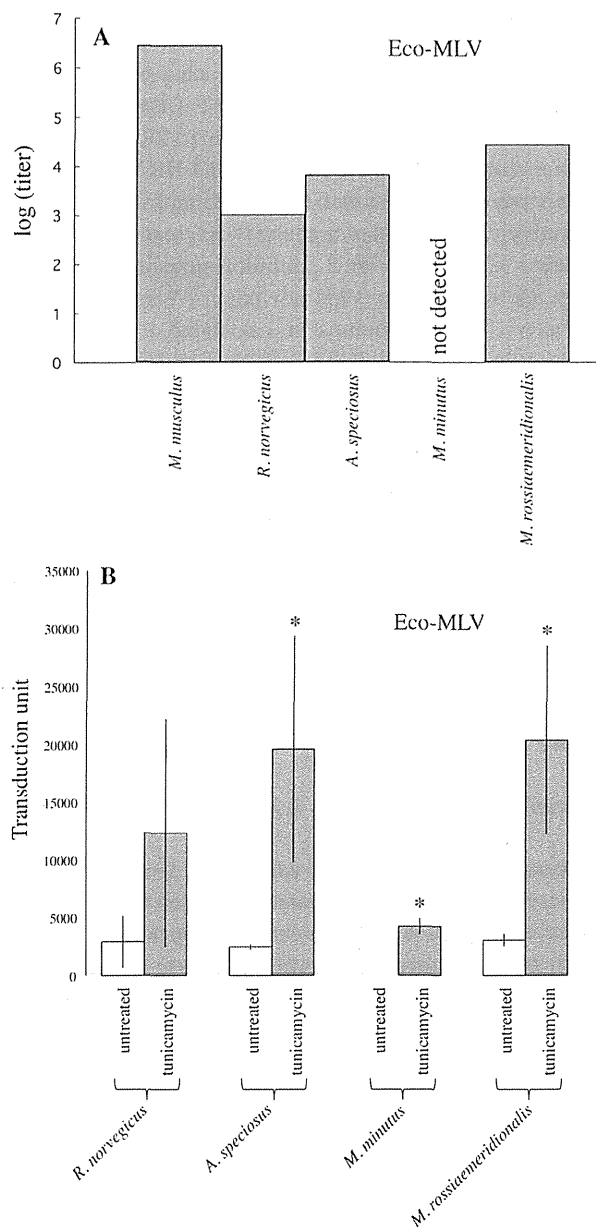 A
Eco-MLV
log (titer)
7
6
5
4
3
2
1
0
not detected
M. musculus
R. norvegicus
A. speciosus
M. minutus
M. rossiaemeridionalis
B
Eco-MLV
Transduction unit
35000
30000
25000
20000
15000
10000
5000
0
*
*
*
untreated
tunicamycin
untreated
tunicamycin
untreated
tunicamycin
untreated
tunicamycin
R. norvegicus
A. speciosus
M. minutus
M. rossiaemeridionalis